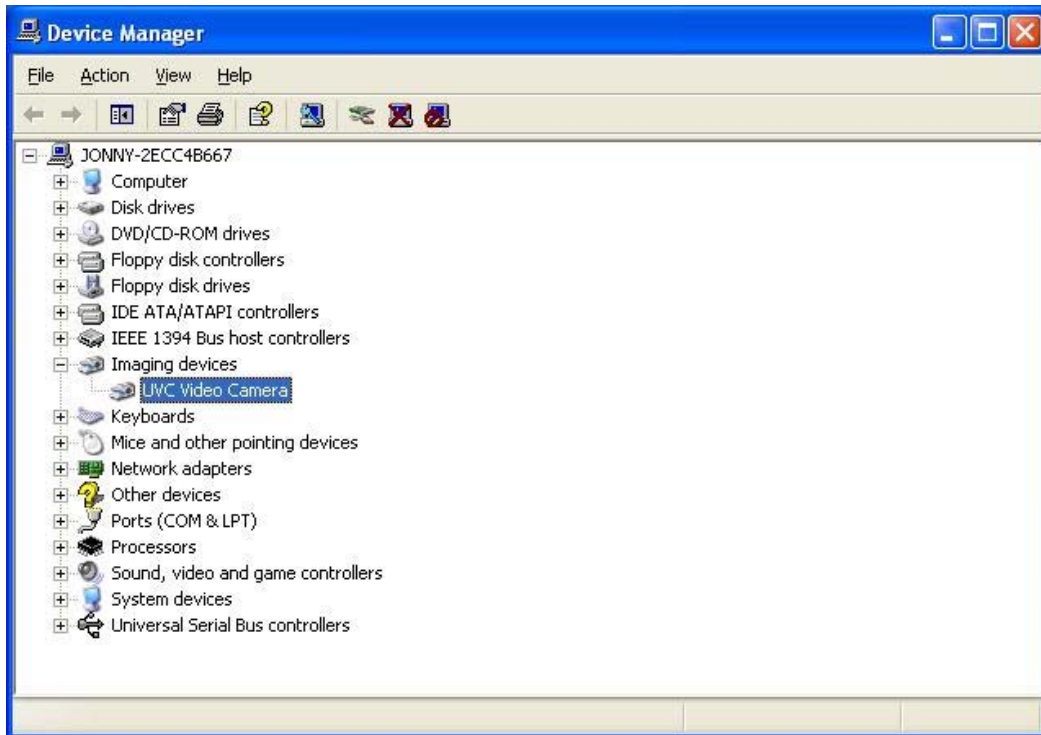 Device Manager
File Action View Help
JONNY-2ECC4B667
Computer
Disk drives
DVD/CD-ROM drives
Floppy disk controllers
Floppy disk drives
IDE ATA/ATAPI controllers
IEEE 1394 Bus host controllers
Imaging devices
UVC Video Camera
Keyboards
Mice and other pointing devices
Network adapters
Other devices
Ports (COM & LPT)
Processors
Sound, video and game controllers
System devices
Universal Serial Bus controllers